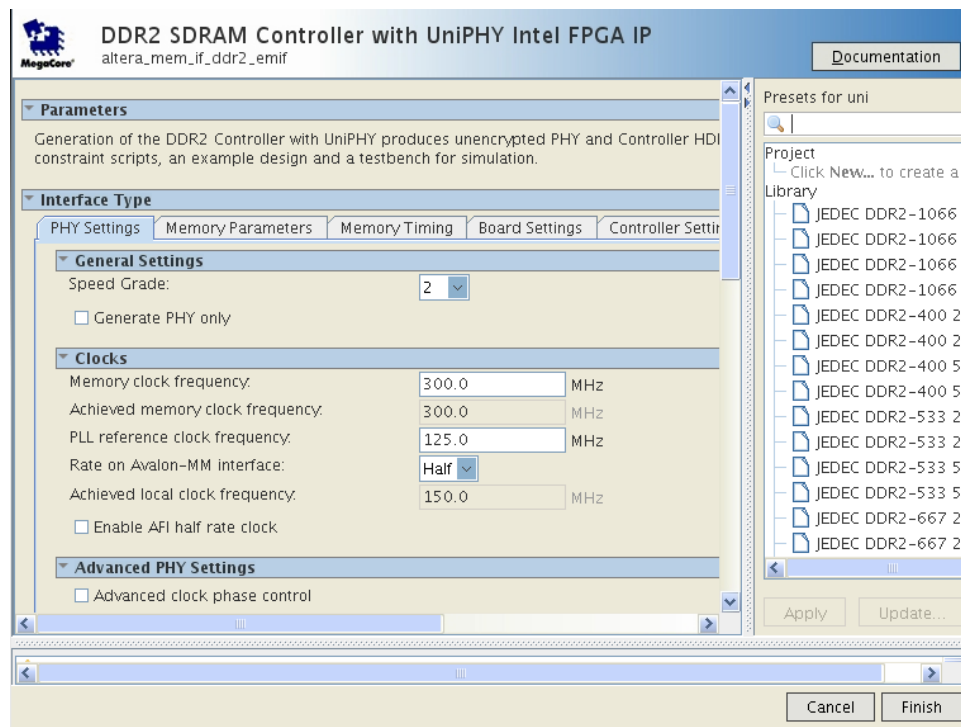 DDR2 SDRAM Controller with UniPHY Intel FPGA IP
MegaCore®
altera_mem_if_ddr2_emif
Documentation
Parameters
Generation of the DDR2 Controller with UniPHY produces unencrypted PHY and Controller HDL
constraint scripts, an example design and a testbench for simulation.
Interface Type
PHY Settings
Memory Parameters
Memory Timing
Board Settings
Controller Settin
General Settings
Speed Grade: 2
Generate PHY only
Clocks
Memory clock frequency: 300.0 MHz
Achieved memory clock frequency: 300.0 MHz
PLL reference clock frequency: 125.0 MHz
Rate on Avalon-MM interface: Half
Achieved local clock frequency: 150.0 MHz
Enable AFI half rate clock
Advanced PHY Settings
Advanced clock phase control
Presets for uni
Project
Click New... to create a
Library
JEDEC DDR2-1066
JEDEC DDR2-1066
JEDEC DDR2-1066
JEDEC DDR2-1066
JEDEC DDR2-400 2
JEDEC DDR2-400 2
JEDEC DDR2-400 5
JEDEC DDR2-400 5
JEDEC DDR2-533 2
JEDEC DDR2-533 2
JEDEC DDR2-533 5
JEDEC DDR2-533 5
JEDEC DDR2-667 2
JEDEC DDR2-667 2
Apply
Update...
Cancel
Finish